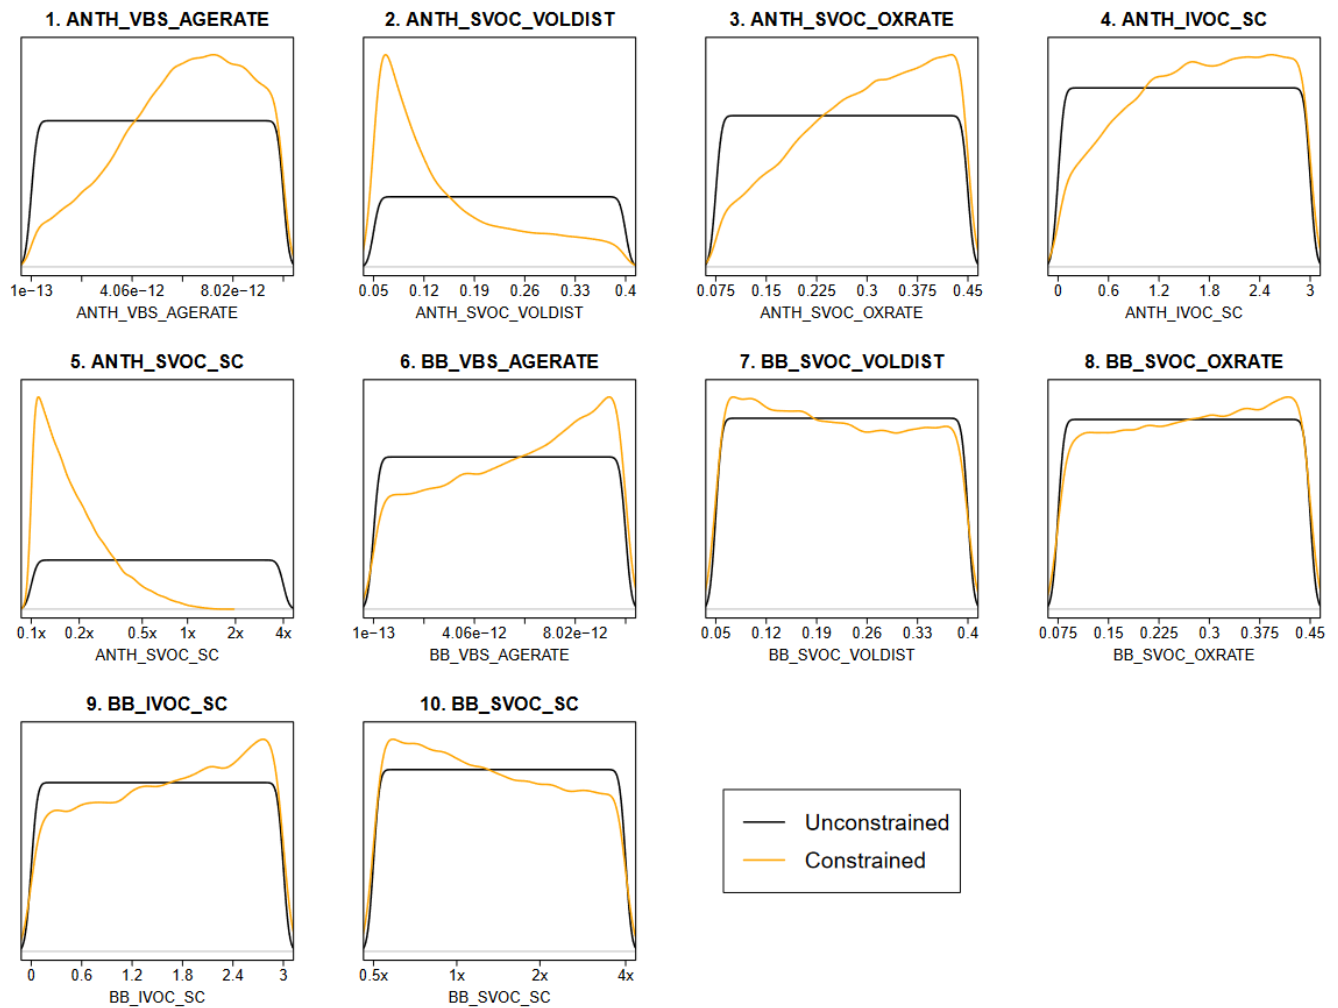 1. ANTH_VBS_AGERATE
2. ANTH_SVOC_VOLDIST
3. ANTH_SVOC_OXRATE
4. ANTH_IVOC_SC
1e−13 4.06e−12 8.02e−12
0.05 0.12 0.19 0.26 0.33 0.4
0.075 0.15 0.225 0.3 0.375 0.45
0 0.6 1.2 1.8 2.4 3
ANTH_VBS_AGERATE
ANTH_SVOC_VOLDIST
ANTH_SVOC_OXRATE
ANTH_IVOC_SC
5. ANTH_SVOC_SC
6. BB_VBS_AGERATE
7. BB_SVOC_VOLDIST
8. BB_SVOC_OXRATE
0.1x 0.2x 0.5x 1x 2x 4x
1e−13 4.06e−12 8.02e−12
0.05 0.12 0.19 0.26 0.33 0.4
0.075 0.15 0.225 0.3 0.375 0.45
ANTH_SVOC_SC
BB_VBS_AGERATE
BB_SVOC_VOLDIST
BB_SVOC_OXRATE
9. BB_IVOC_SC
10. BB_SVOC_SC
0 0.6 1.2 1.8 2.4 3
0.5x 1x 2x 4x
BB_IVOC_SC
BB_SVOC_SC
Unconstrained
Constrained